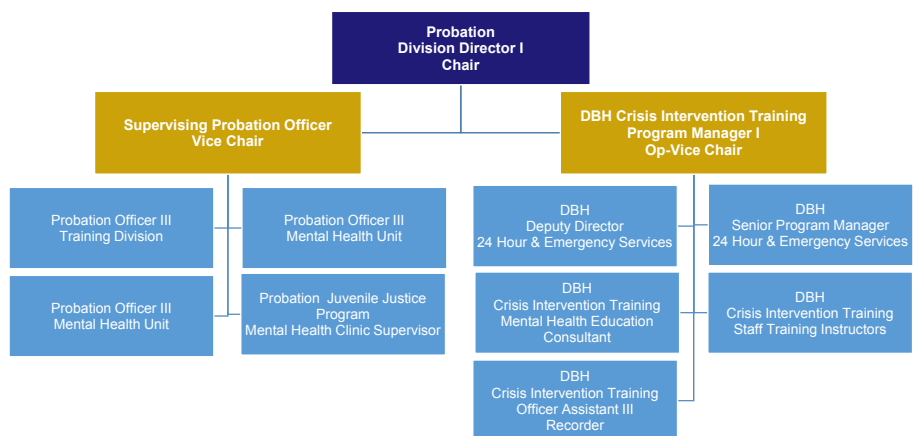 Probation
Division Director I
Chair
Supervising Probation Officer
Vice Chair
DBH Crisis Intervention Training
Program Manager I
Op-Vice Chair
Probation Officer III
Training Division
Probation Officer III
Mental Health Unit
DBH
Deputy Director
24 Hour & Emergency Services
DBH
Senior Program Manager
24 Hour & Emergency Services
Probation Officer III
Mental Health Unit
Probation Juvenile Justice
Program
Mental Health Clinic Supervisor
DBH
Crisis Intervention Training
Mental Health Education
Consultant
DBH
Crisis Intervention Training
Staff Training Instructors
DBH
Crisis Intervention Training
Officer Assistant III
Recorder